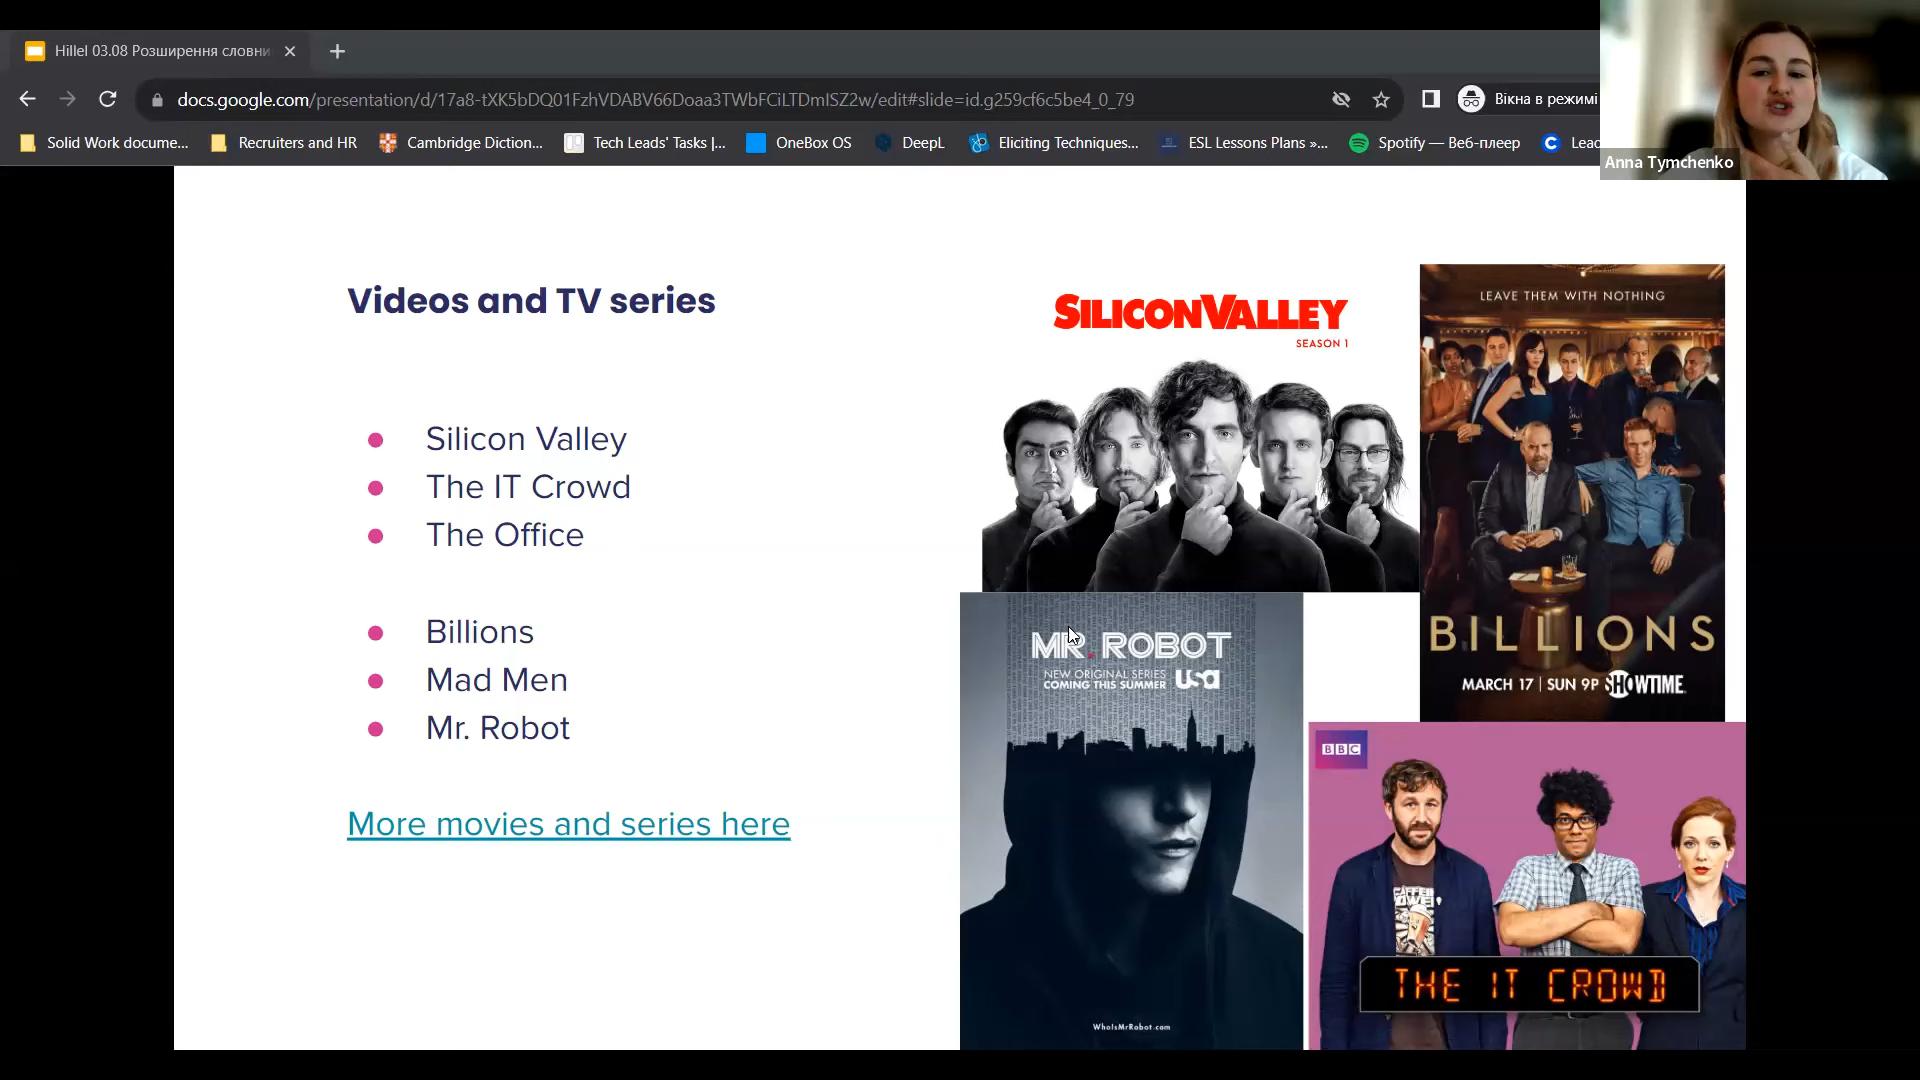 Hillel 03.08 Розширення словни
docs.google.com/presentation/d/17a8-tXK5bDQ01FzhVDABV66Doaa3TWbFCiLTDmISZ2w/edit#slide=id.g259cf6c5be4_0_79
Вікна в режимі
Solid Work docume...
Recruiters and HR
Cambridge Diction...
Tech Leads' Tasks |...
OneBox OS
DeepL
Eliciting Techniques...
ESL Lessons Plans »...
Spotify — Веб-плеер
Leac
Anna Tymchenko
Videos and TV series
Silicon Valley
The IT Crowd
The Office
Billions
Mad Men
Mr. Robot
More movies and series here
SILICON VALLEY
SEASON 1
LEAVE THEM WITH NOTHING
BILLIONS
MARCH 17 | SUN 9P SHOWTIME
MR. ROBOT
NEW ORIGINAL SERIES
COMING THIS SUMMER usa
WhoIsMrRobot.com
BBC
THE IT CROWD